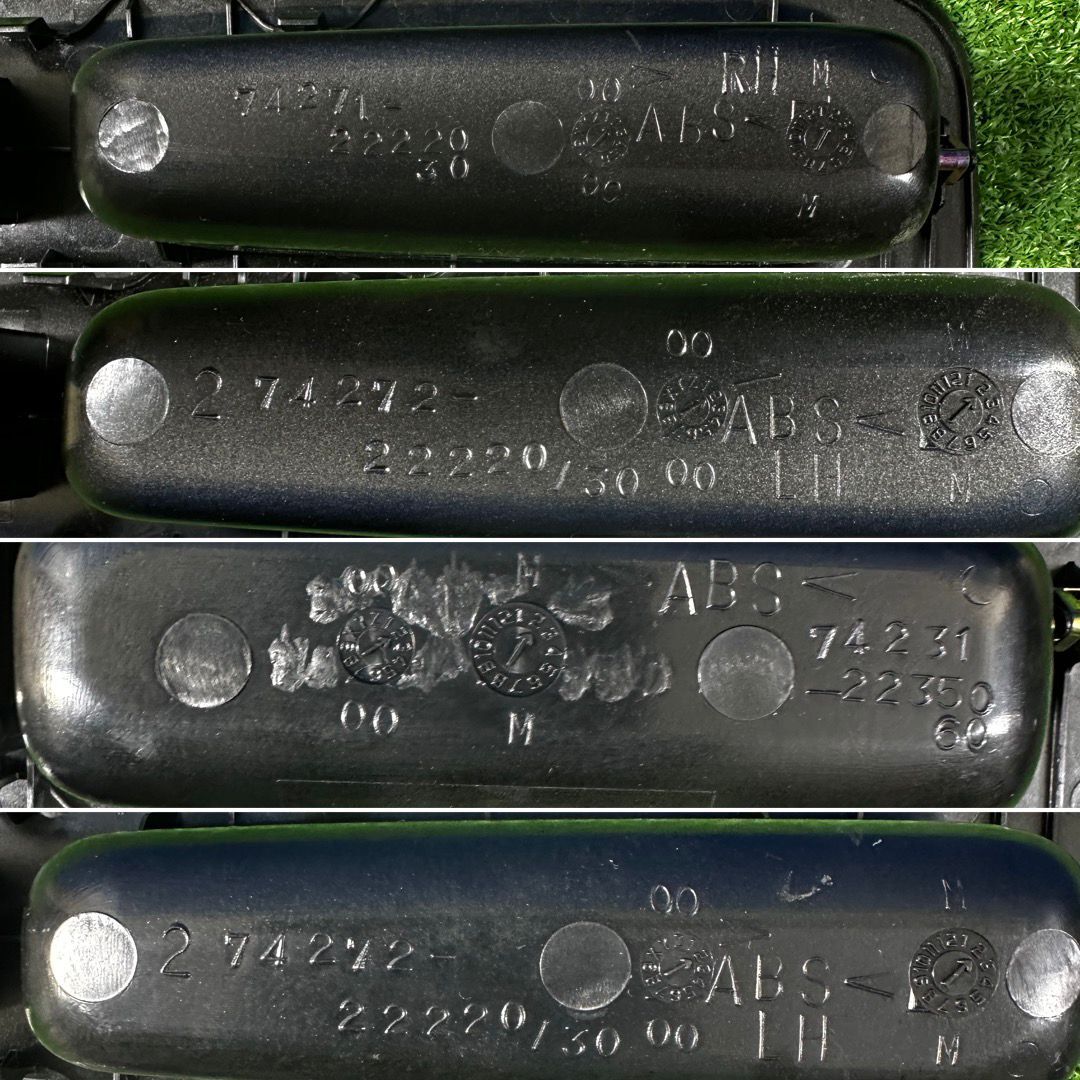 RH M
00
74271- ABS<
22220
30
00
M
00 M
2 74272- >ABS<
22220/30 00 LH M
00 M ABS<
74231
-22350
60
00 M
00 M
2 74272- >ABS<
22220/30 00 LH M